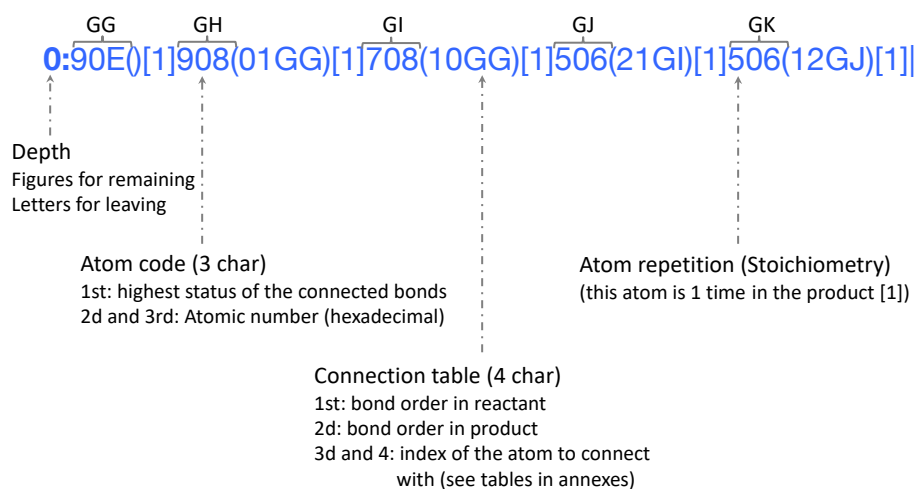 GG GH GI GJ GK
0:90E()[1]908(01GG)[1]708(10GG)[1]506(21GI)[1]506(12GJ)[1]|
Depth
Figures for remaining
Letters for leaving
Atom code (3 char)
1st: highest status of the connected bonds
2d and 3rd: Atomic number (hexadecimal)
Atom repetition (Stoichiometry)
(this atom is 1 time in the product [1])
Connection table (4 char)
1st: bond order in reactant
2d: bond order in product
3d and 4: index of the atom to connect
with (see tables in annexes)